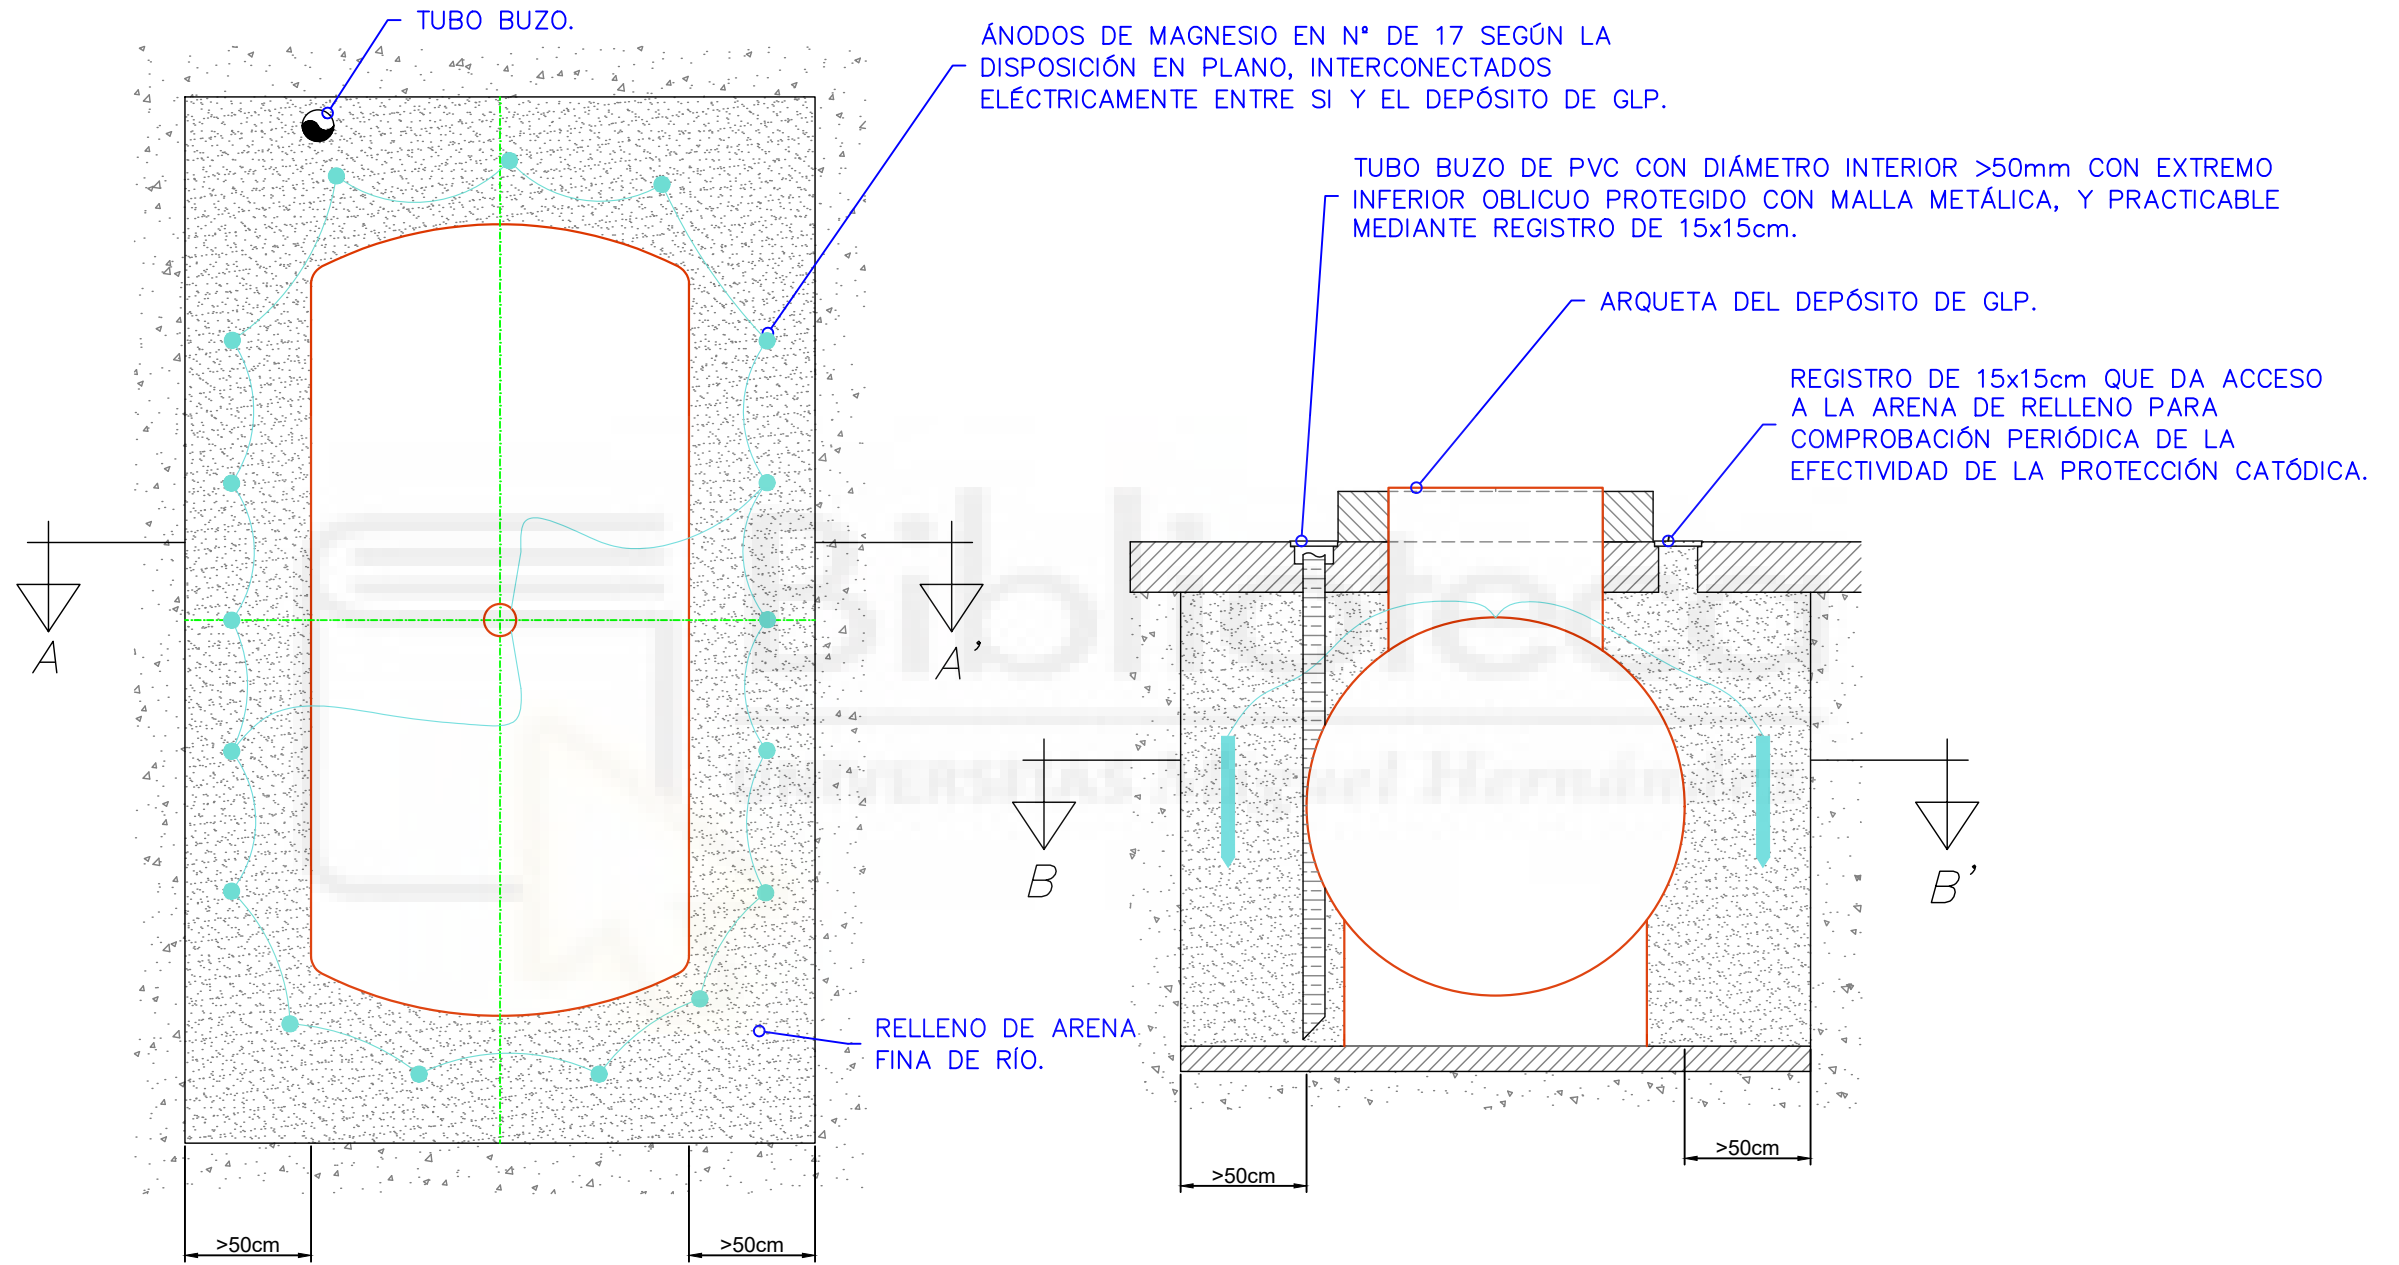 TUBO BUZO.
ÁNODOS DE MAGNESIO EN Nº DE 17 SEGÚN LA
DISPOSICIÓN EN PLANO, INTERCONECTADOS
ELÉCTRICAMENTE ENTRE SI Y EL DEPÓSITO DE GLP.
TUBO BUZO DE PVC CON DIÁMETRO INTERIOR >50mm CON EXTREMO
INFERIOR OBLICUO PROTEGIDO CON MALLA METÁLICA, Y PRACTICABLE
MEDIANTE REGISTRO DE 15x15cm.
ARQUETA DEL DEPÓSITO DE GLP.
REGISTRO DE 15x15cm QUE DA ACCESO
A LA ARENA DE RELLENO PARA
COMPROBACIÓN PERIÓDICA DE LA
EFECTIVIDAD DE LA PROTECCIÓN CATÓDICA.
A
A'
Biblioteca
UNIVERSITAS Miguel Hernández
B
B'
RELLENO DE ARENA
FINA DE RÍO.
>50cm
>50cm
>50cm
>50cm